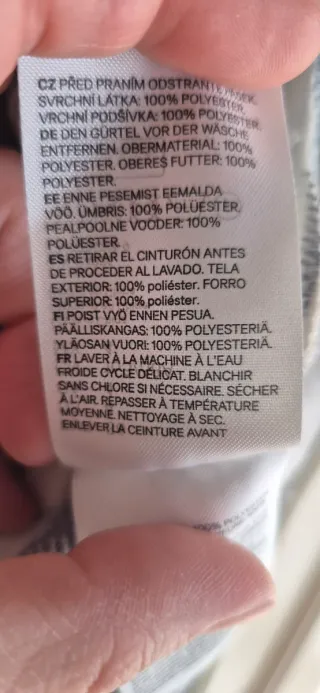 CZ PŘED PRANÍM ODSTRANTE PÁSEK.
SVRCHNÍ LÁTKA: 100% POLYESTER.
VRCHNÍ PODŠÍVKA: 100% POLYESTER.
DE DEN GÜRTEL VOR DER WÄSCHE
ENTFERNEN. OBERMATERIAL: 100%
POLYESTER. OBERES FUTTER: 100%
POLYESTER.
EE ENNE PESEMIST EEMALDA
VÖÖ. ÜMBRIS: 100% POLÜESTER.
PEALPOOLNE VOODER: 100%
POLÜESTER.
ES RETIRAR EL CINTURÓN ANTES
DE PROCEDER AL LAVADO. TELA
EXTERIOR: 100% poliéster. FORRO
SUPERIOR: 100% poliéster.
FI POIST VYÖ ENNEN PESUA.
PÄÄLLISKANGAS: 100% POLYESTERIÄ.
YLÄOSAN VUORI: 100% POLYESTERIÄ.
FR LAVER À LA MACHINE À L'EAU
FROIDE CYCLE DÉLICAT. BLANCHIR
SANS CHLORE SI NÉCESSAIRE. SÉCHER
À L'AIR. REPASSER À TEMPÉRATURE
MOYENNE. NETTOYAGE À SEC.
ENLEVER LA CEINTURE AVANT
100%